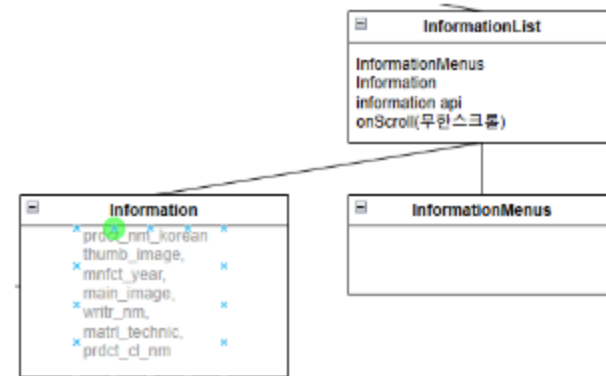 InformationList
InformationMenus
Information
information api
onScroll(무한스크롤)
Information
prdct_nm_korean
thumb_image,
mnfct_year,
main_image,
writr_nm,
matrl_technic,
prdct_cl_nm
InformationMenus